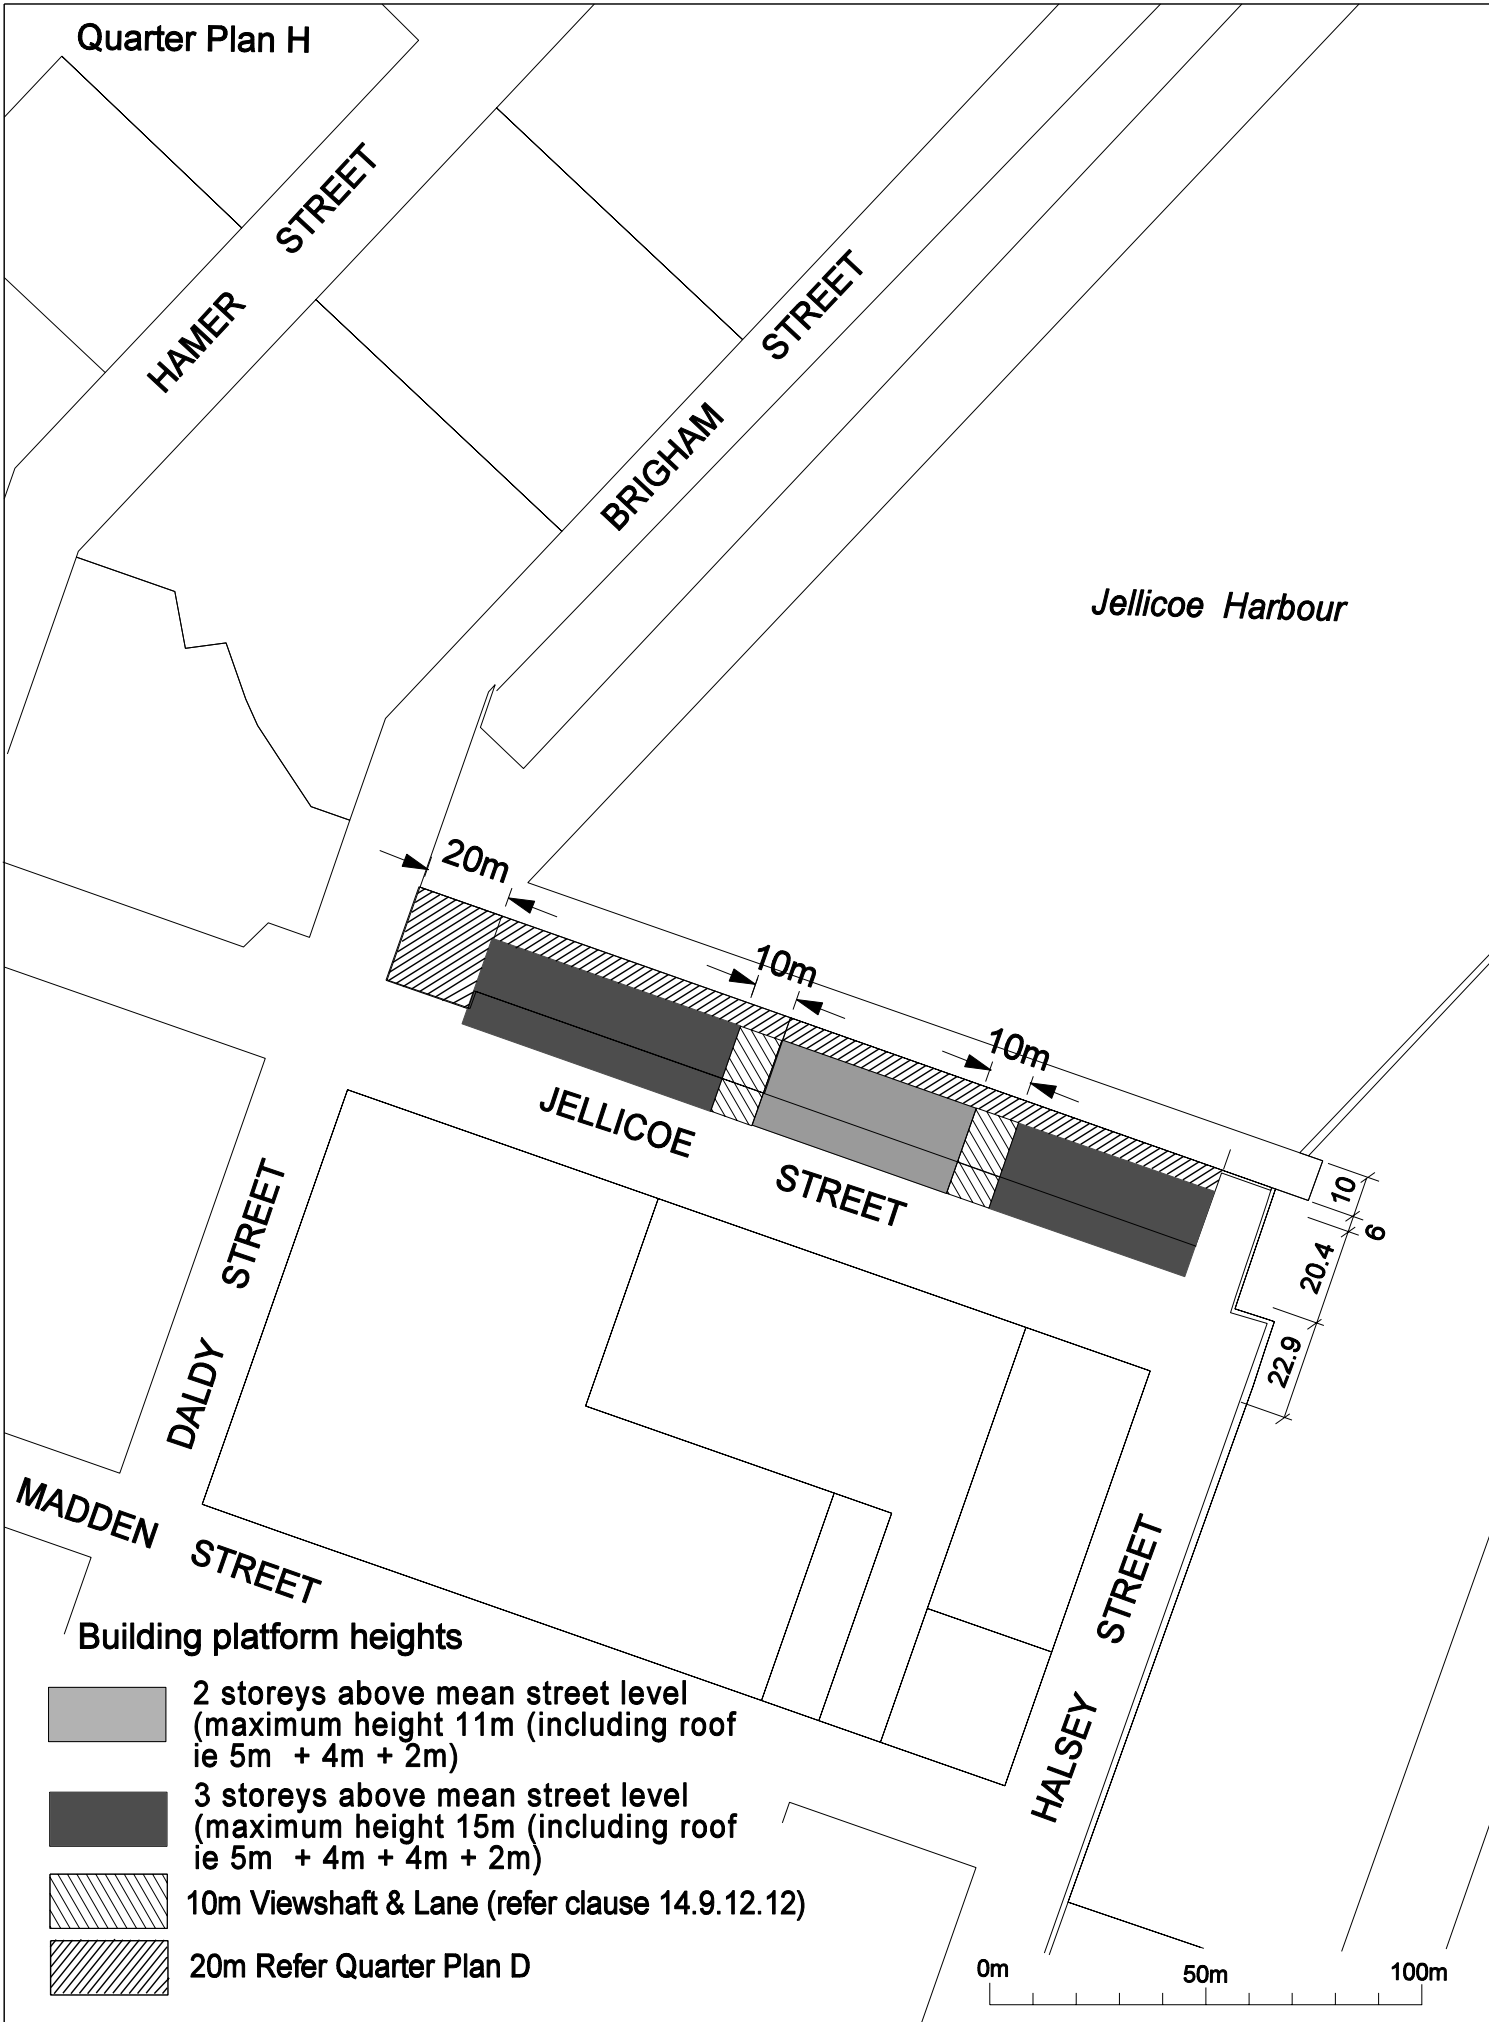 Quarter Plan H
HAMER STREET
BRIGHAM STREET
Jellicoe Harbour
20m
10m
10m
JELLICOE STREET
10
6
20.4
22.9
DALDY STREET
MADDEN STREET
HALSEY STREET
Building platform heights
2 storeys above mean street level
(maximum height 11m (including roof
ie 5m + 4m + 2m)
3 storeys above mean street level
(maximum height 15m (including roof
ie 5m + 4m + 4m + 2m)
10m Viewshaft & Lane (refer clause 14.9.12.12)
20m Refer Quarter Plan D
0m 50m 100m